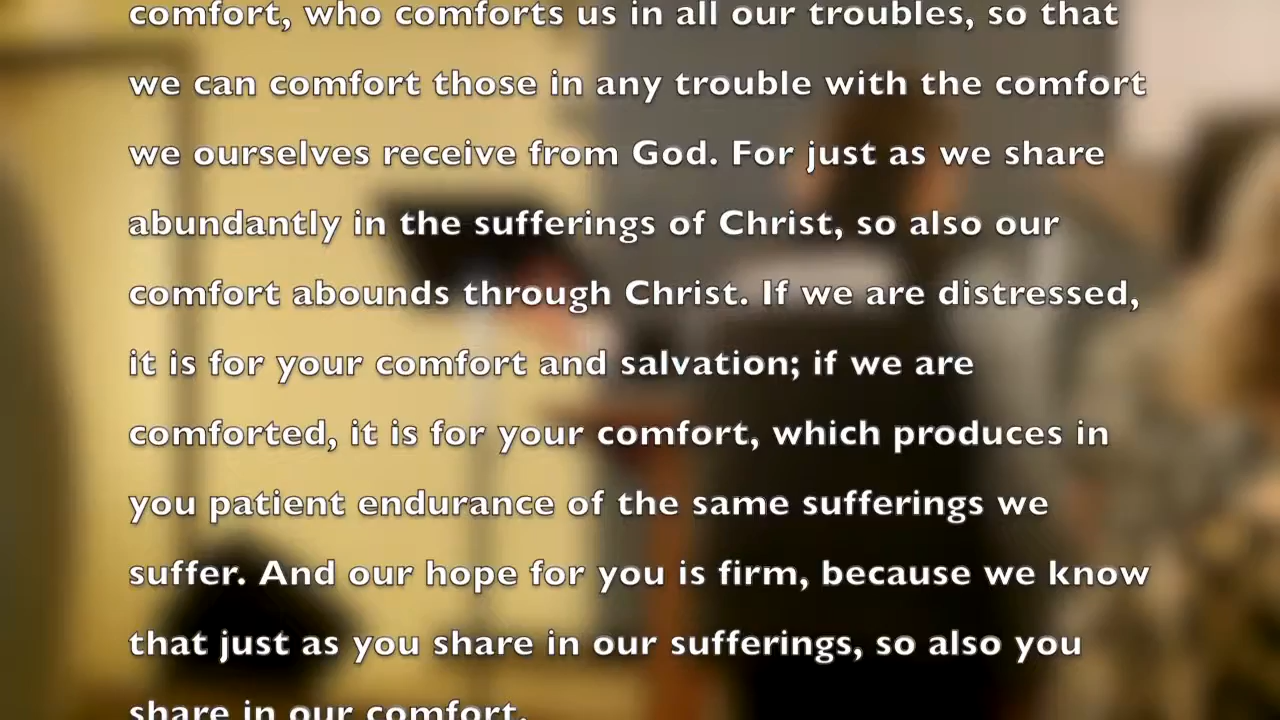 comfort, who comforts us in all our troubles, so that
we can comfort those in any trouble with the comfort
we ourselves receive from God. For just as we share
abundantly in the sufferings of Christ, so also our
comfort abounds through Christ. If we are distressed,
it is for your comfort and salvation; if we are
comforted, it is for your comfort, which produces in
you patient endurance of the same sufferings we
suffer. And our hope for you is firm, because we know
that just as you share in our sufferings, so also you
share in our comfort.